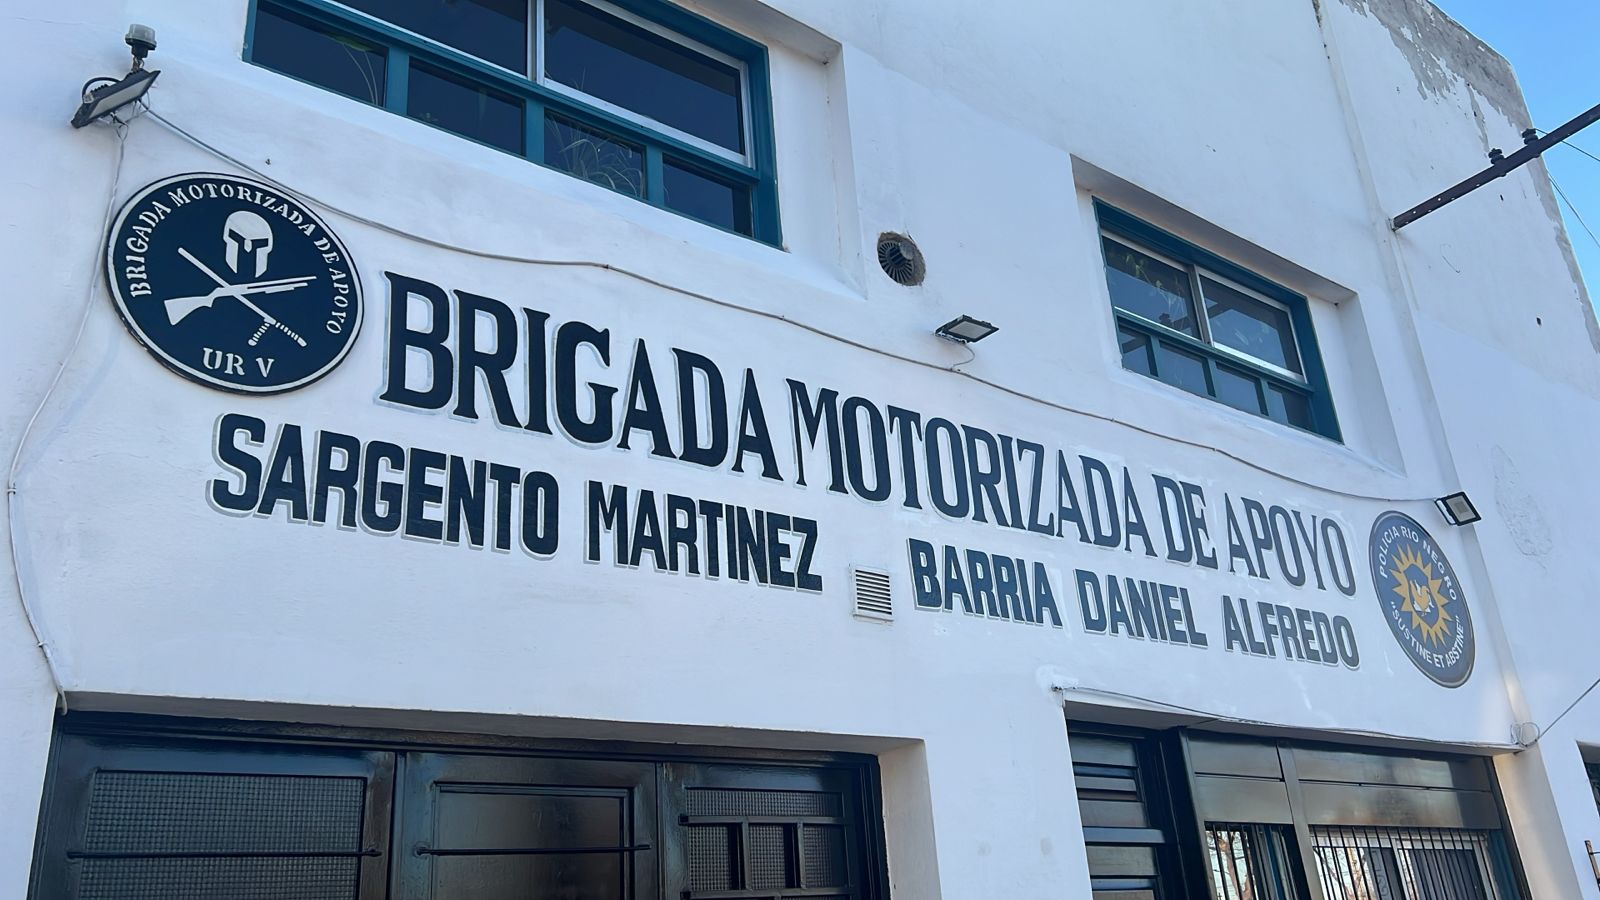 BRIGADA MOTORIZADA DE APOYO
UR V
BRIGADA MOTORIZADA DE APOYO
SARGENTO MARTINEZ BARRIA DANIEL ALFREDO
POLICIA RIO NEGRO
"SUSTINE ET ABSTINE"